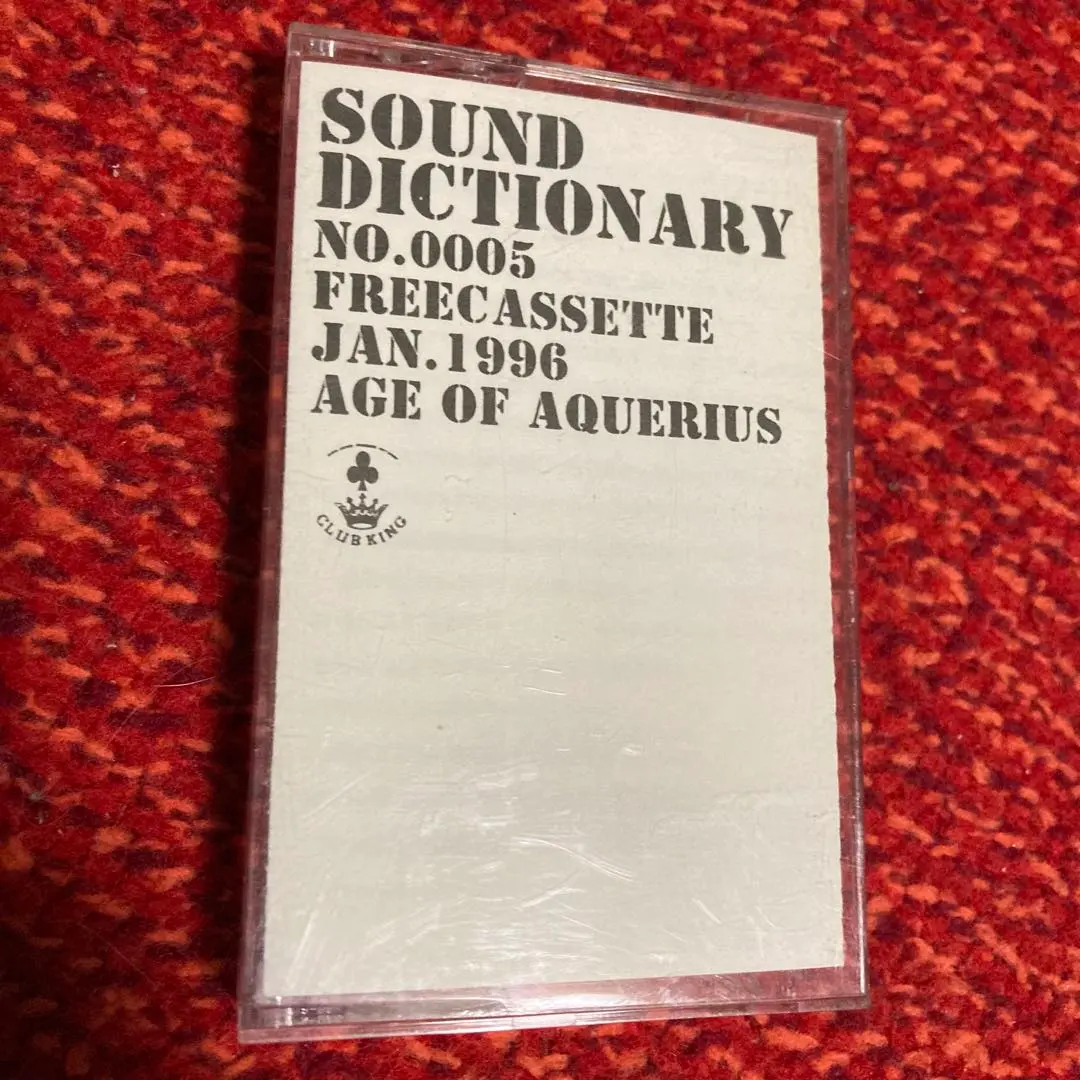 SOUND
DICTIONARY
NO.0005
FREECASSETTE
JAN.1996
AGE OF AQUERIUS
CLUB KING